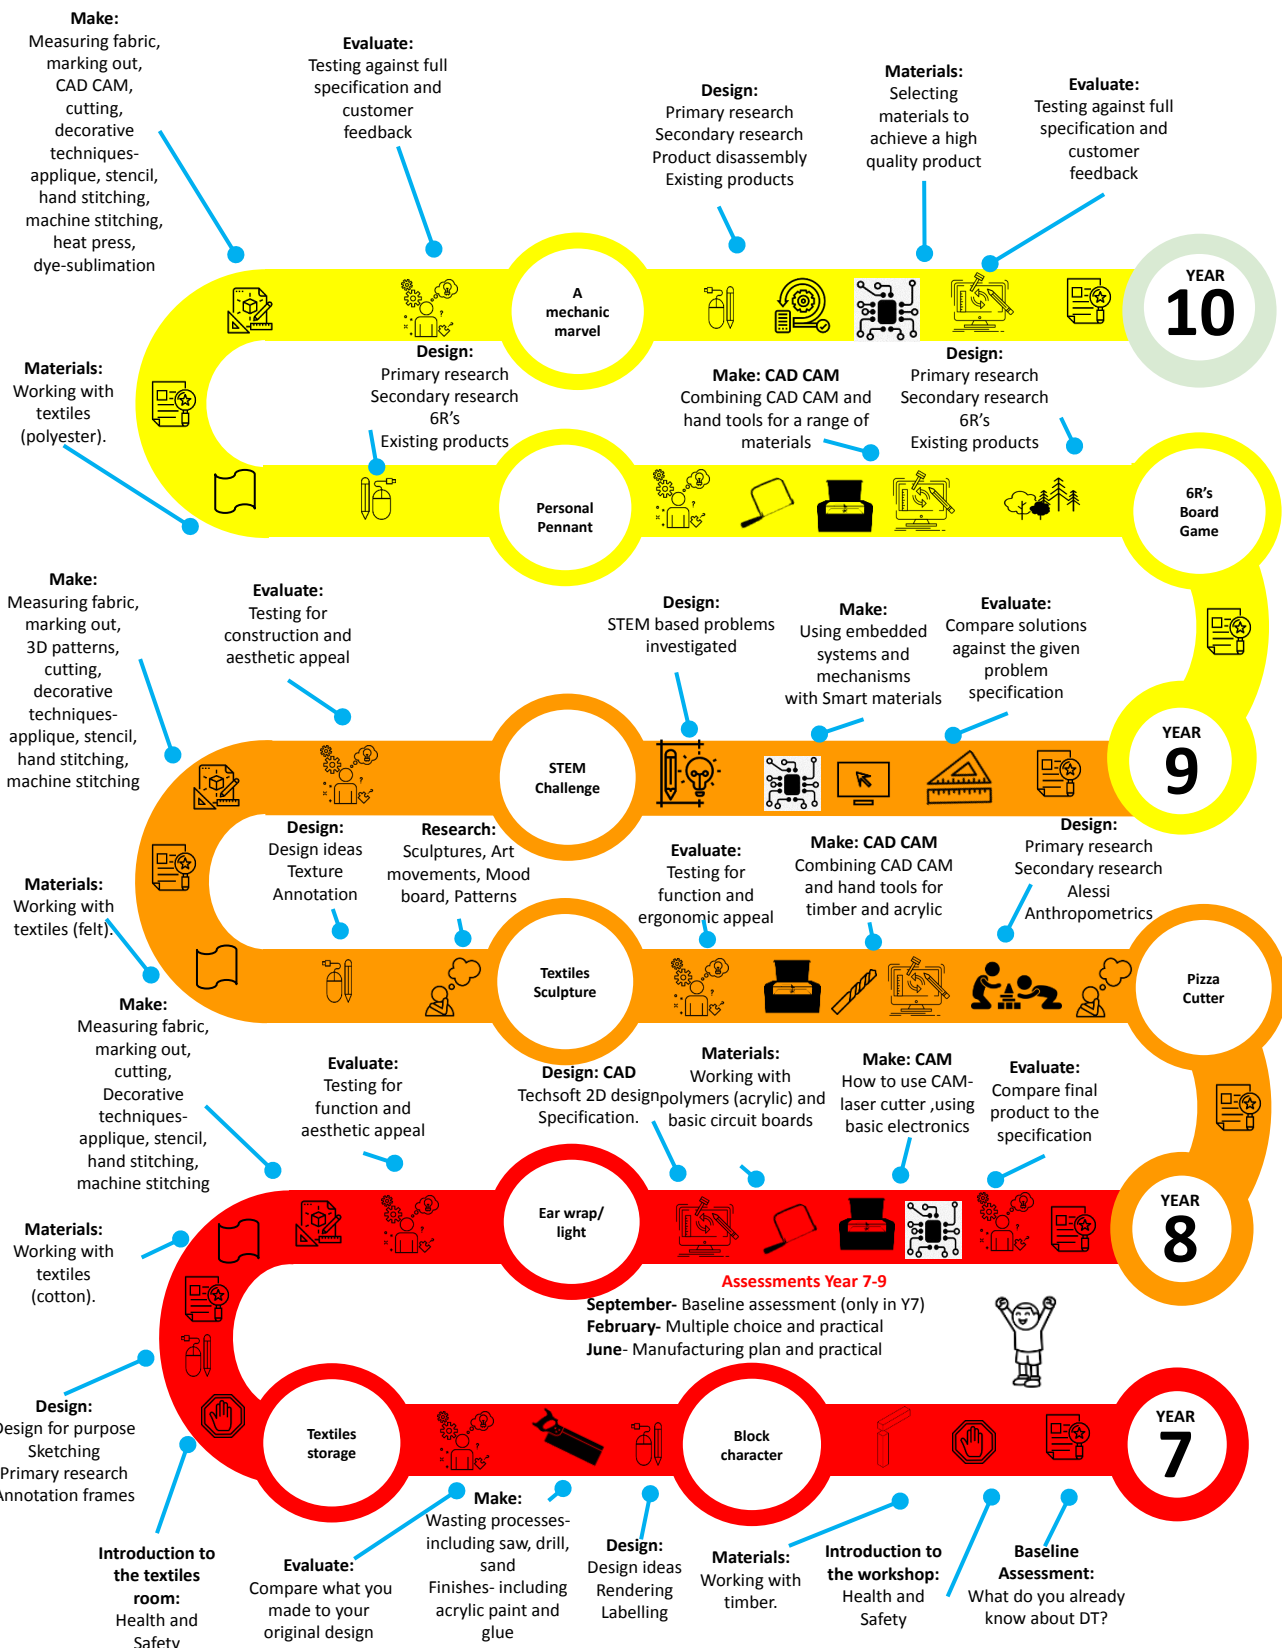 Make:
Measuring fabric,
marking out,
CAD CAM,
cutting,
decorative
techniques-
applique, stencil,
hand stitching,
machine stitching,
heat press,
dye-sublimation
Evaluate:
Testing against full
specification and
customer
feedback
Design:
Primary research
Secondary research
Product disassembly
Existing products
Materials:
Selecting
materials to
achieve a high
quality product
Evaluate:
Testing against full
specification and
customer
feedback
A
mechanic
marvel
YEAR
10
Materials:
Working with
textiles
(polyester).
Design:
Primary research
Secondary research
6R's
Existing products
Make: CAD CAM
Combining CAD CAM and
hand tools for a range of
materials
Design:
Primary research
Secondary research
6R's
Existing products
Personal
Pennant
6R's
Board
Game
Make:
Measuring fabric,
marking out,
3D patterns,
cutting,
decorative
techniques-
applique, stencil,
hand stitching,
machine stitching
Evaluate:
Testing for
construction and
aesthetic appeal
Design:
STEM based problems
investigated
Make:
Using embedded
systems and
mechanisms
with Smart materials
Evaluate:
Compare solutions
against the given
problem
specification
STEM
Challenge
YEAR
9
Materials:
Working with
textiles (felt).
Design:
Design ideas
Texture
Annotation
Research:
Sculptures, Art
movements, Mood
board, Patterns
Evaluate:
Testing for
function and
ergonomic appeal
Make: CAD CAM
Combining CAD CAM
and hand tools for
timber and acrylic
Design:
Primary research
Secondary research
Alessi
Anthropometrics
Textiles
Sculpture
Pizza
Cutter
Make:
Measuring fabric,
marking out,
cutting,
Decorative
techniques-
applique, stencil,
hand stitching,
machine stitching
Evaluate:
Testing for
function and
aesthetic appeal
Design: CAD
Techsoft 2D design
Specification.
Materials:
Working with
polymers (acrylic) and
basic circuit boards
Make: CAM
How to use CAM-
laser cutter ,using
basic electronics
Evaluate:
Compare final
product to the
specification
Ear wrap/
light
YEAR
8
Materials:
Working with
textiles
(cotton).
Assessments Year 7-9
September- Baseline assessment (only in Y7)
February- Multiple choice and practical
June- Manufacturing plan and practical
Design:
Design for purpose
Sketching
Primary research
Annotation frames
Textiles
storage
Block
character
YEAR
7
Introduction to
the textiles
room:
Health and
Safety
Evaluate:
Compare what you
made to your
original design
Make:
Wasting processes-
including saw, drill,
sand
Finishes- including
acrylic paint and
glue
Design:
Design ideas
Rendering
Labelling
Materials:
Working with
timber.
Introduction to
the workshop:
Health and
Safety
Baseline
Assessment:
What do you already
know about DT?